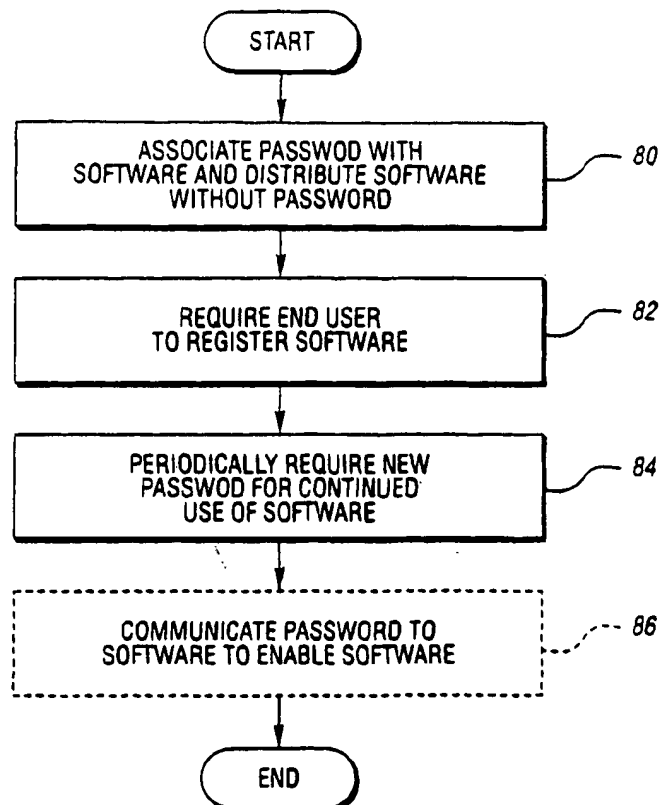 START
ASSOCIATE PASSWOD WITH
SOFTWARE AND DISTRIBUTE SOFTWARE
WITHOUT PASSWORD
80
REQUIRE END USER
TO REGISTER SOFTWARE
82
PERIODICALLY REQUIRE NEW
PASSWOD FOR CONTINUED
USE OF SOFTWARE
84
COMMUNICATE PASSWORD TO
SOFTWARE TO ENABLE SOFTWARE
86
END